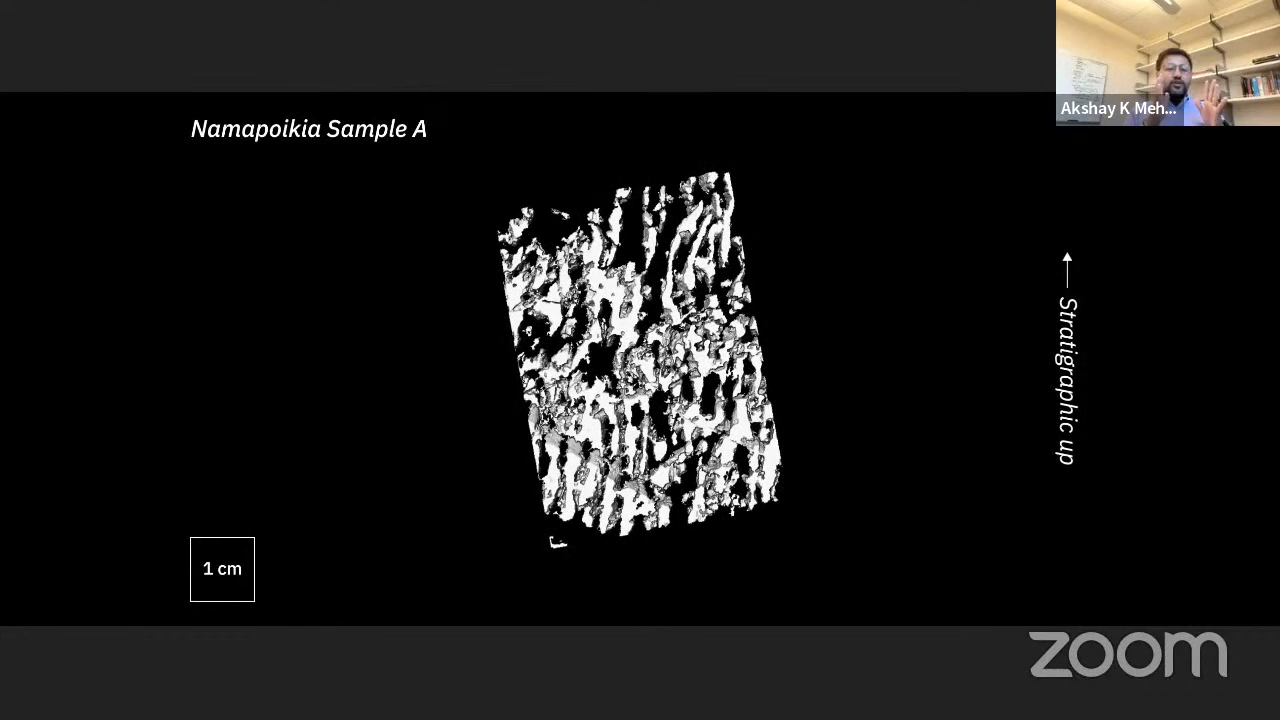 Akshay K Meh...
Namapoikia Sample A
Stratigraphic up
1 cm
zoom